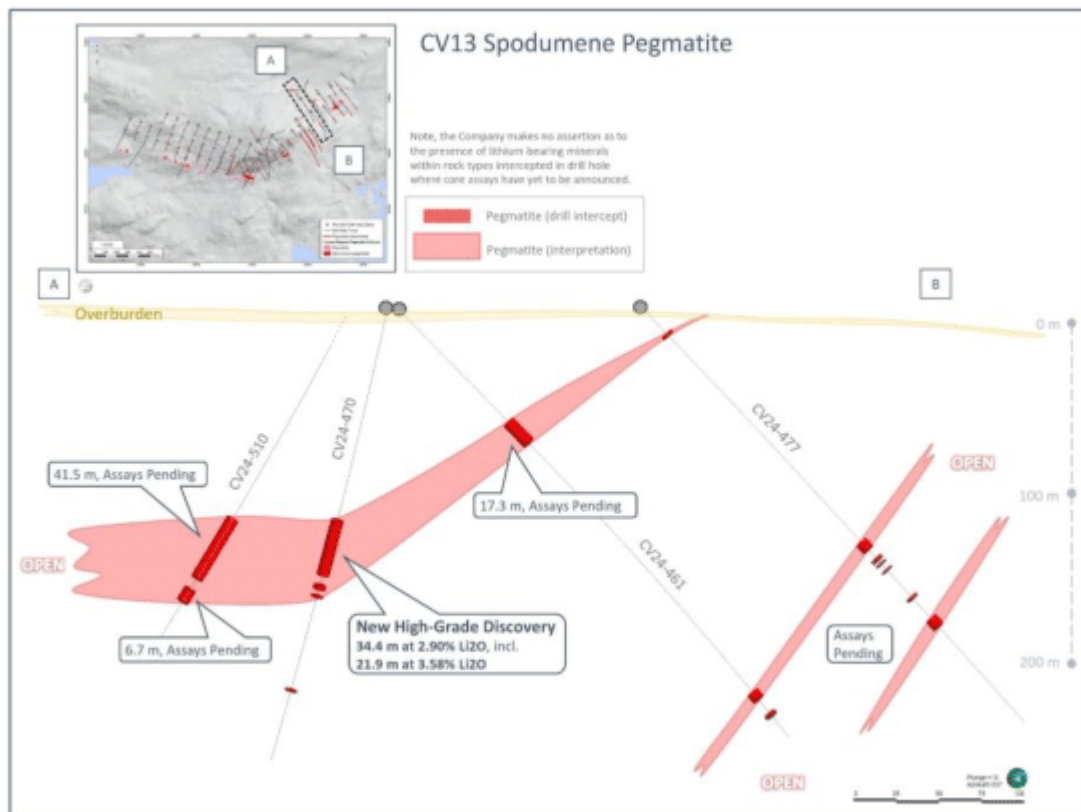 CV13 Spodumene Pegmatite
A
B
Note, the Company makes no assertion as to
the presence of lithium-bearing minerals
within rock types intercepted in drill hole
where core assays have yet to be announced.
Pegmatite (drill intercept)
Pegmatite (interpretation)
A
B
Overburden
0 m
CV24-510
CV24-470
CV24-477
41.5 m, Assays Pending
17.3 m, Assays Pending
OPEN
100 m
OPEN
CV24-461
New High-Grade Discovery
34.4 m at 2.90% Li2O, incl.
21.9 m at 3.58% Li2O
6.7 m, Assays Pending
Assays
Pending
200 m
OPEN